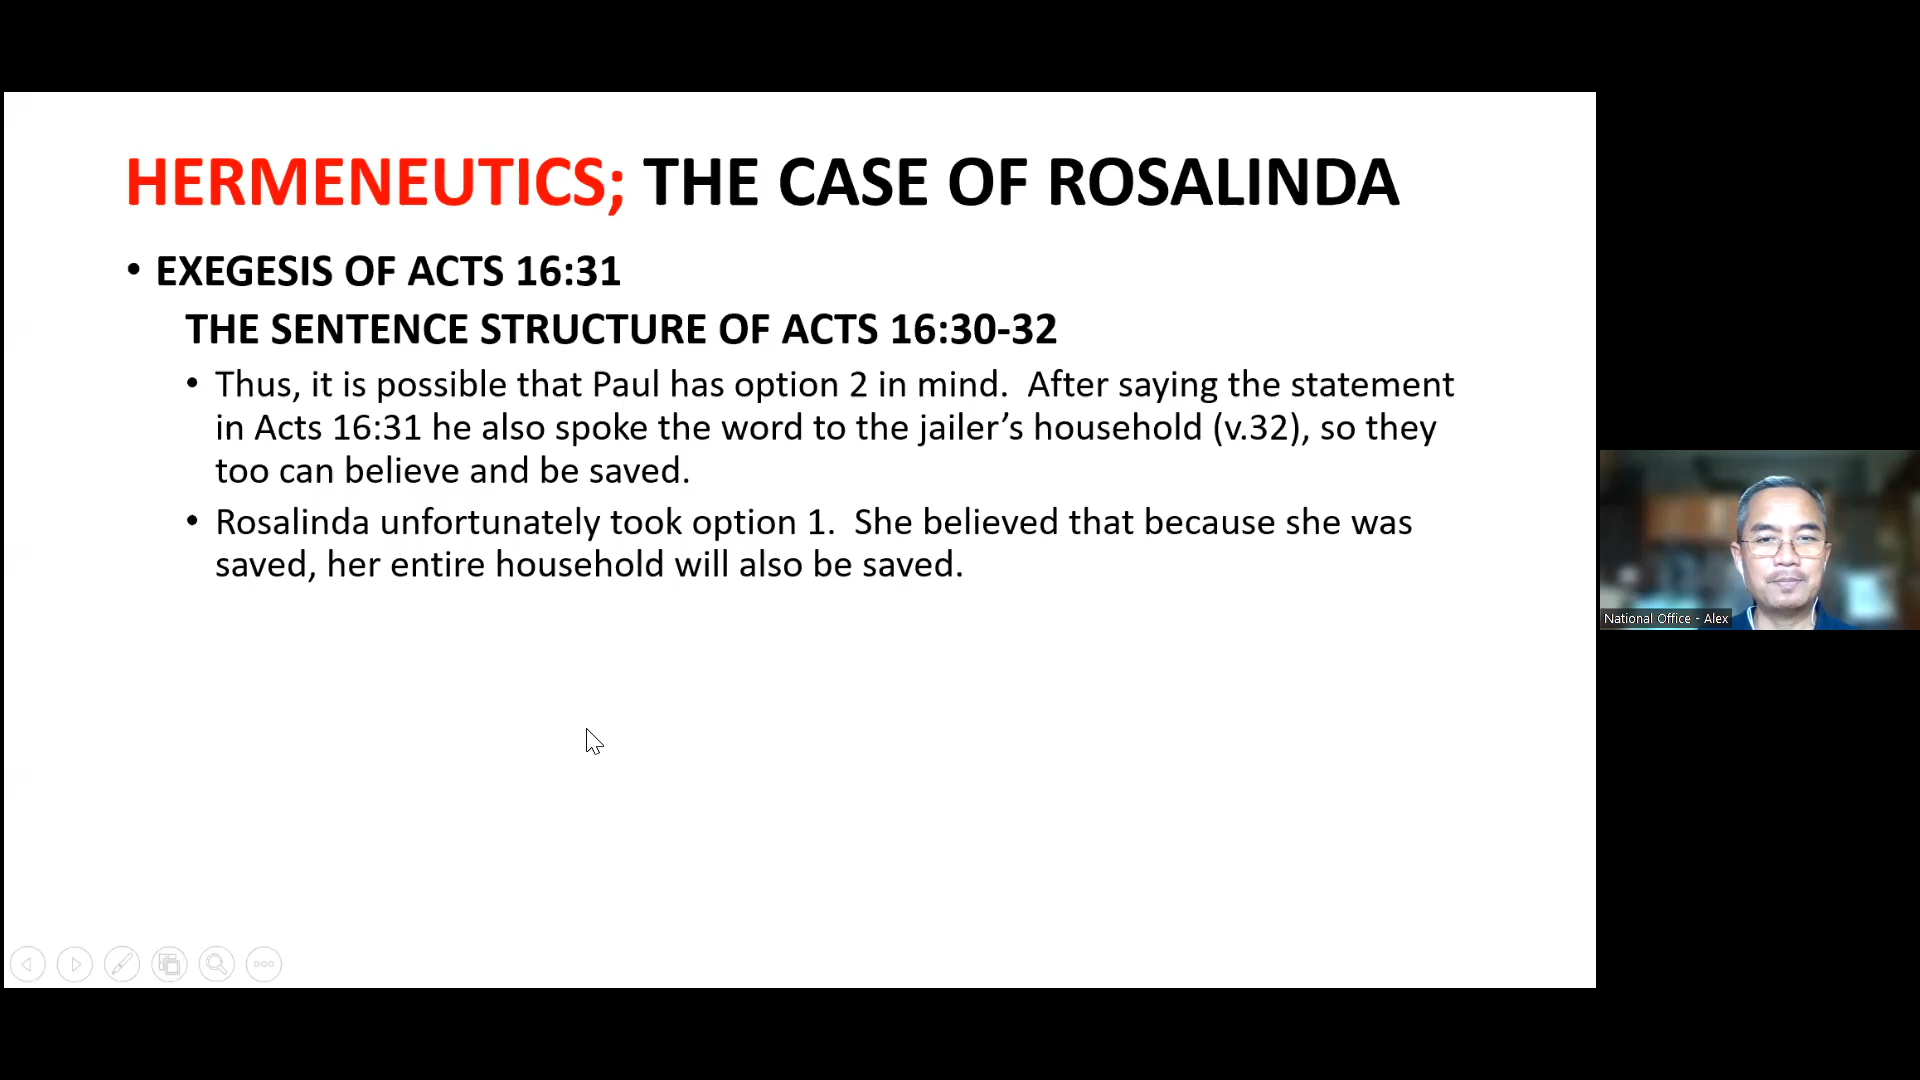 HERMENEUTICS; THE CASE OF ROSALINDA
• EXEGESIS OF ACTS 16:31
THE SENTENCE STRUCTURE OF ACTS 16:30-32
• Thus, it is possible that Paul has option 2 in mind.  After saying the statement
in Acts 16:31 he also spoke the word to the jailer’s household (v.32), so they
too can believe and be saved.
• Rosalinda unfortunately took option 1.  She believed that because she was
saved, her entire household will also be saved.
National Office - Alex